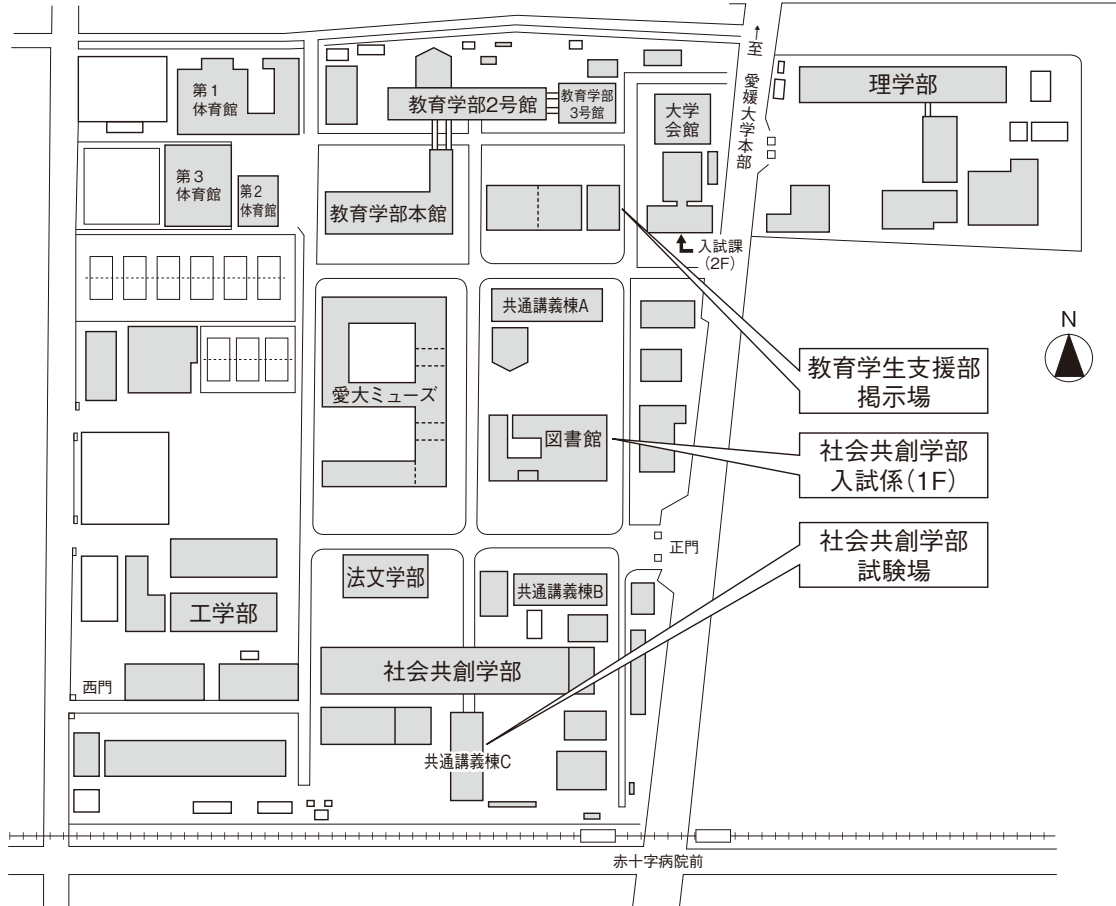 ↑至 愛媛大学本部
第1
体育館
教育学部2号館
教育学部
3号館
大学
会館
理学部
第3
体育館
第2
体育館
教育学部本館
入試課
(2F)
共通講義棟A
N
教育学生支援部
掲示場
愛大ミューズ
図書館
社会共創学部
入試係(1F)
正門
社会共創学部
試験場
法文学部
共通講義棟B
工学部
社会共創学部
西門
共通講義棟C
赤十字病院前